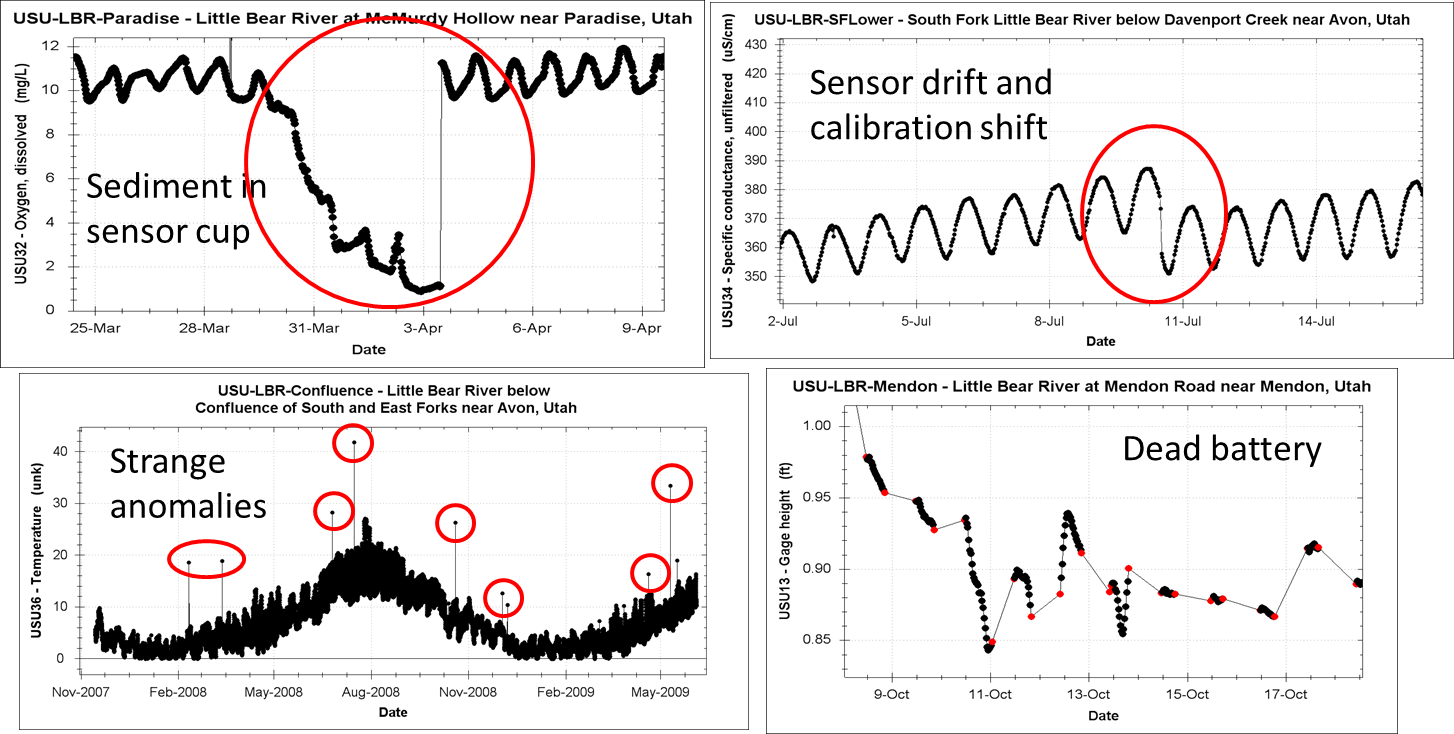 USU-LBR-Paradise - Little Bear River at McMurdy Hollow near Paradise, Utah
USU32 - Oxygen, dissolved (mg/L)
12
10
8
6
4
2
0
Sediment in
sensor cup
25-Mar 28-Mar 31-Mar 3-Apr 6-Apr 9-Apr
Date
USU-LBR-SFLower - South Fork Little Bear River below Davenport Creek near Avon, Utah
USU34 - Specific conductance, unfiltered (uS/cm)
430
420
410
400
390
380
370
360
350
Sensor drift and
calibration shift
2-Jul 5-Jul 8-Jul 11-Jul 14-Jul
Date
USU-LBR-Confluence - Little Bear River below
Confluence of South and East Forks near Avon, Utah
USU36 - Temperature (unk)
40
30
20
10
0
Strange
anomalies
Nov-2007 Feb-2008 May-2008 Aug-2008 Nov-2008 Feb-2009 May-2009
Date
USU-LBR-Mendon - Little Bear River at Mendon Road near Mendon, Utah
USU13 - Gage height (ft)
1.00
0.95
0.90
0.85
Dead battery
9-Oct 11-Oct 13-Oct 15-Oct 17-Oct
Date